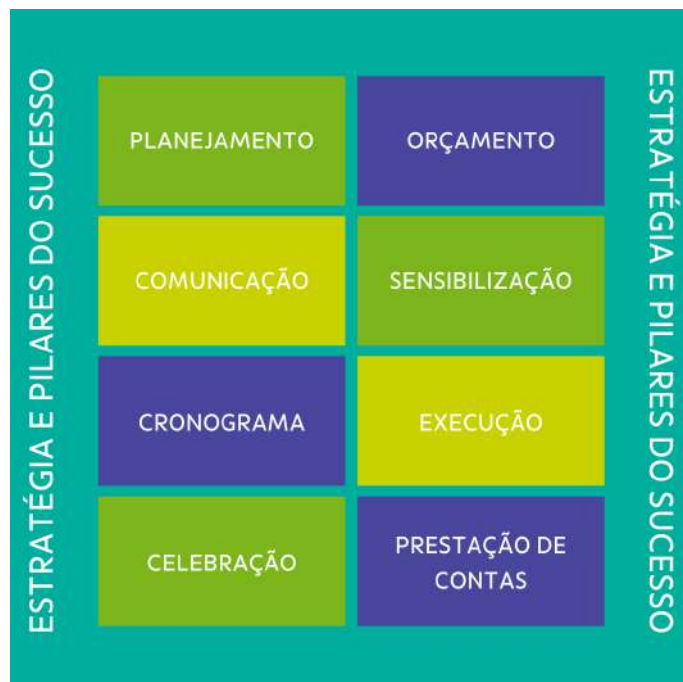 ESTRATÉGIA E PILARES DO SUCESSO
PLANEJAMENTO
ORÇAMENTO
COMUNICAÇÃO
SENSIBILIZAÇÃO
CRONOGRAMA
EXECUÇÃO
CELEBRAÇÃO
PRESTAÇÃO DE
CONTAS
ESTRATÉGIA E PILARES DO SUCESSO